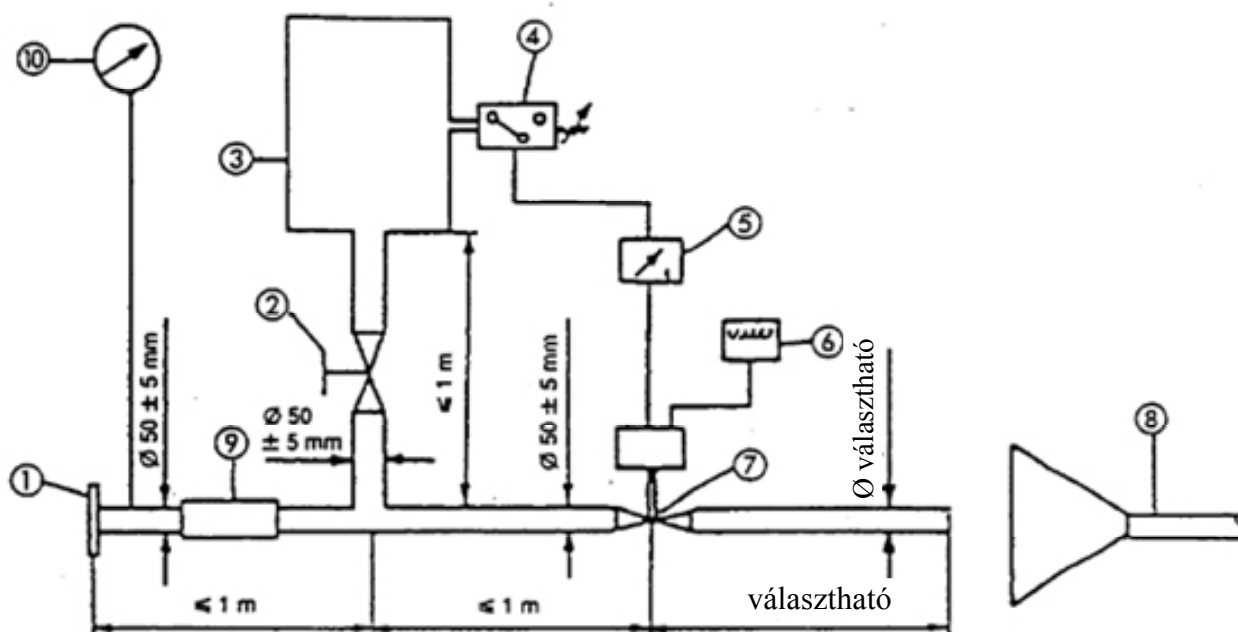 10
4
3
5
2
6
Ø 50 ± 5 mm
≤ 1 m
Ø 50 ± 5 mm
Ø választható
Ø 50
± 5 mm
9
7
8
1
≤ 1 m
≤ 1 m
választható